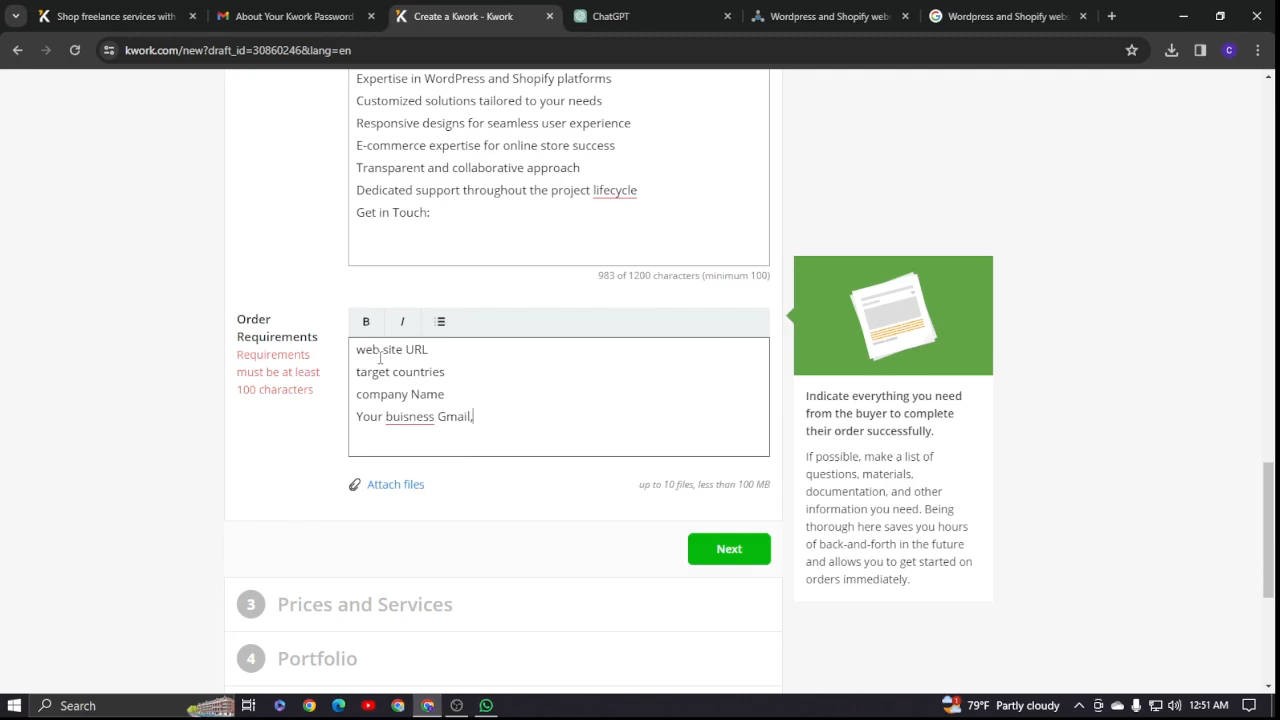 Shop freelance services with
About Your Kwork Password
Create a Kwork - Kwork
ChatGPT
Wordpress and Shopify webs
Wordpress and Shopify webs
kwork.com/new?draft_id=3086024&lang=en
Expertise in WordPress and Shopify platforms
Customized solutions tailored to your needs
Responsive designs for seamless user experience
E-commerce expertise for online store success
Transparent and collaborative approach
Dedicated support throughout the project lifecycle
Get in Touch:
983 of 1200 characters (minimum 100)
Order
Requirements
Requirements
must be at least
100 characters
B I
web site URL
target countries
company Name
Your buisness Gmail,
Attach files
up to 10 files, less than 100 MB
Indicate everything you need
from the buyer to complete
their order successfully.
If possible, make a list of
questions, materials,
documentation, and other
information you need. Being
thorough here saves you hours
of back-and-forth in the future
and allows you to get started on
orders immediately.
Next
3 Prices and Services
4 Portfolio
Search
1
79°F Partly cloudy
12:51 AM